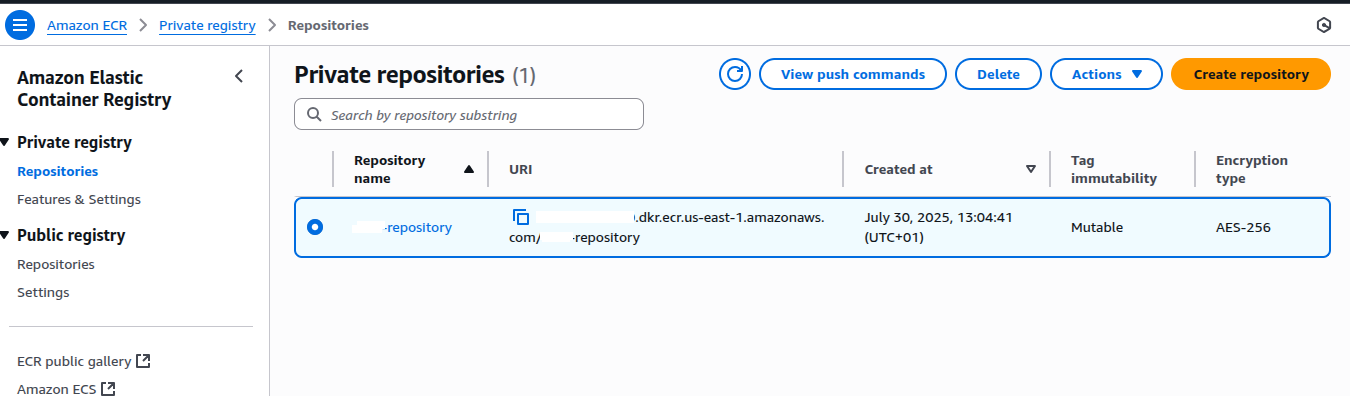 Amazon ECR > Private registry > Repositories
Amazon Elastic
Container Registry
Private registry
Repositories
Features & Settings
Public registry
Repositories
Settings
ECR public gallery
Amazon ECS
Private repositories (1)
View push commands
Delete
Actions
Create repository
Search by repository substring
Repository
name
URI
Created at
Tag
immutability
Encryption
type
-repository
.dkr.ecr.us-east-1.amazonaws.
com/ -repository
July 30, 2025, 13:04:41
(UTC+01)
Mutable
AES-256